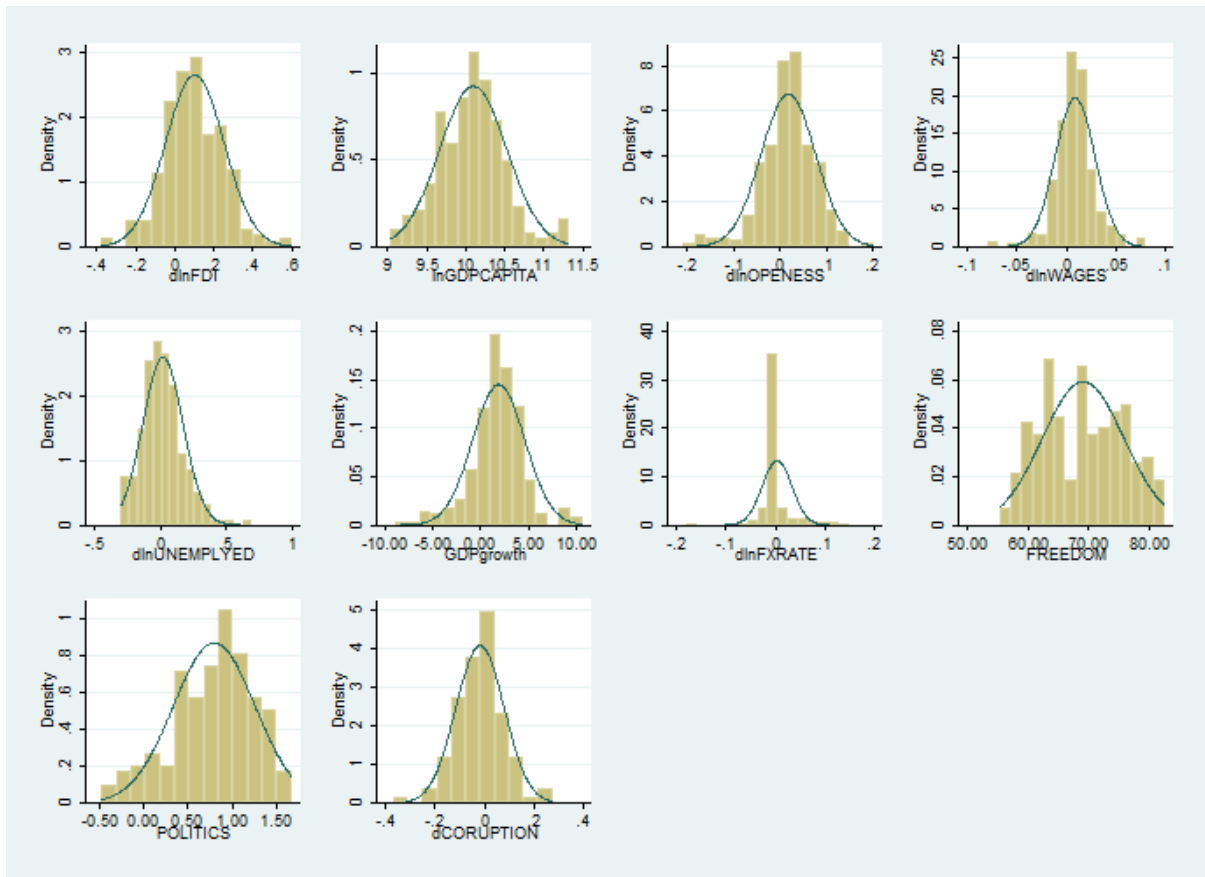 Density
0 1 2 3
-.4 -.2 0 .2 .4 .6
dlnFDI
Density
0 .5 1
9 9.5 10 10.5 11 11.5
lnGDPCAPITA
Density
0 2 4 6 8
-.2 -.1 0 .1 .2
dlnOPENESS
Density
0 5 10 15 20 25
-.1 -.05 0 .05 .1
dlnWAGES
Density
0 1 2 3
-.5 0 .5 1
dlnUNEMPLYED
Density
0 .05 .1 .15 .2
-10.00 -5.00 0.00 5.00 10.00
GDPgrowth
Density
0 10 20 30 40
-.2 -.1 0 .1 .2
dlnFXRATE
Density
0 .02 .04 .06 .08
50.00 60.00 70.00 80.00
FREEDOM
Density
0 .2 .4 .6 .8 1
-0.50 0.00 0.50 1.00 1.50
POLITICS
Density
0 1 2 3 4 5
-.4 -.2 0 .2 .4
dCORUPTION